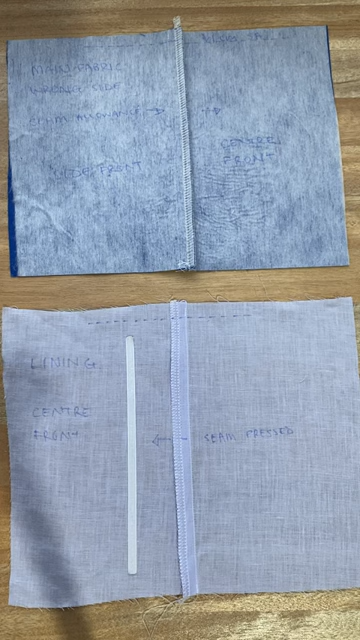 MAIN FABRIC
WRONG SIDE
SEAM ALLOWANCE
SIDE FRONT
CENTRE
FRONT
LINING
CENTRE
FRONT
SEAM PRESSED